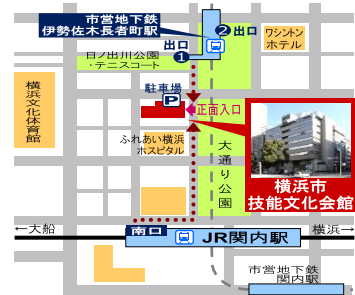 市営地下鉄
伊勢佐木長者町駅
❷出口
出口
❶
ワシントン
ホテル
日ノ出川公園
・テニスコート
駐車場
P
正面入口
横浜文化体育館
ふれあい横浜
ホスピタル
大通り公園
横浜市
技能文化会館
南口
←大船
JR関内駅
横浜→
市営地下鉄
関内駅